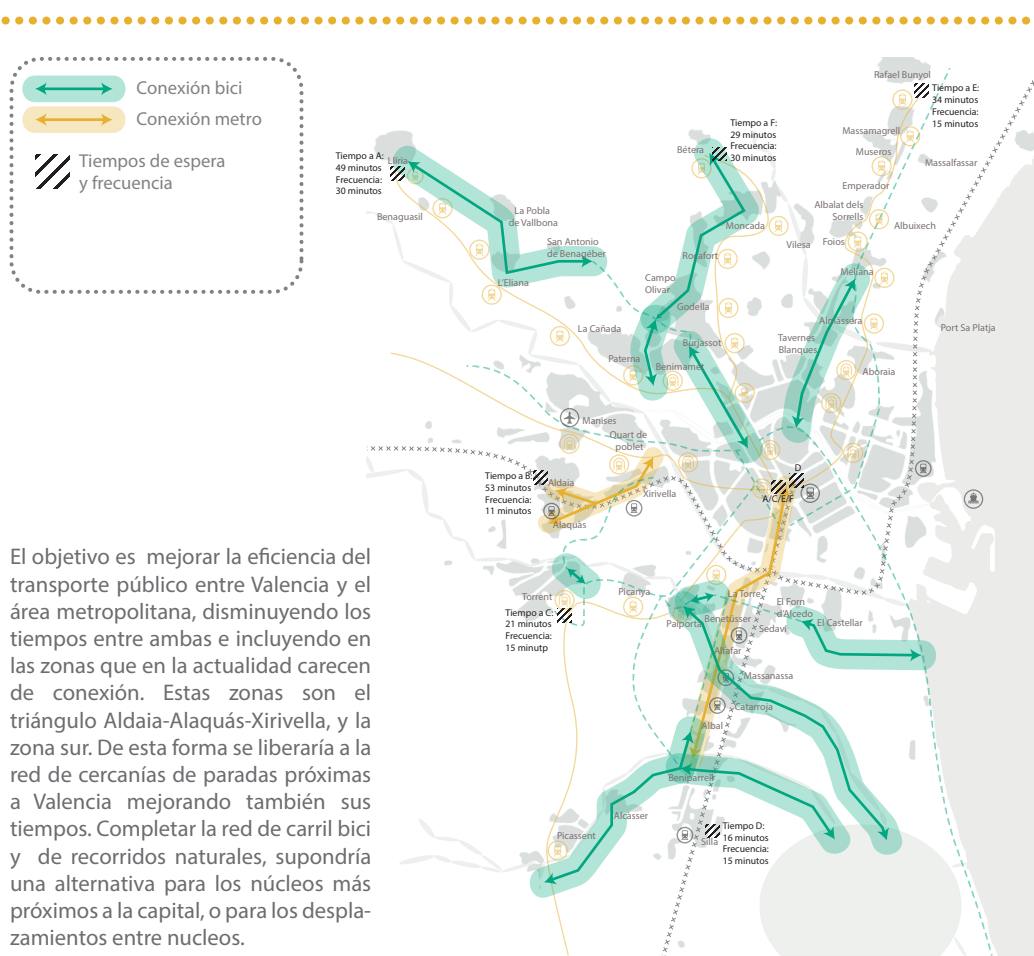 Conexión bici
Conexión metro
Tiempos de espera
y frecuencia
Rafael Bunyol
Tiempo a E:
34 minutos
Frecuencia:
15 minutos
Massamagrell
Museros
Massalfassar
Emperador
Albalat dels
Sorrells
Albuixech
Foios
Vilesa
Meliana
Tiempo a F:
29 minutos
Frecuencia:
30 minutos
Bétera
Tiempo a A:
49 minutos
Frecuencia:
30 minutos
Llíria
Benaguasil
La Pobla
de Vallbona
San Antonio
de Benagéber
L'Eliana
Moncada
Rocafort
Campo
Olivar
Godella
La Cañada
Burjassot
Paterna
Benimamet
Tavernes
Blanques
Almàssera
Port Sa Platja
Aboraia
Manises
Quart de
poblet
Tiempo a B:
53 minutos
Frecuencia:
11 minutos
Aldaia
Xirivella
Alaquàs
D
A/C/E/F
Torrent
Picanya
Tiempo a C:
21 minutos
Frecuencia:
15 minutp
La Torre
Paiporta
Benetússer
El Forn
d'Alcedo
Sedaví
El Castellar
Alfafar
Massanassa
Catarroja
Albal
Beniparrell
Alcàsser
Picassent
Silla
Tiempo D:
16 minutos
Frecuencia:
15 minutos
El objetivo es mejorar la eficiencia del
transporte público entre Valencia y el
área metropolitana, disminuyendo los
tiempos entre ambas e incluyendo en
las zonas que en la actualidad carecen
de conexión. Estas zonas son el
triángulo Aldaia-Alaquás-Xirivella, y la
zona sur. De esta forma se liberaría a la
red de cercanías de paradas próximas
a Valencia mejorando también sus
tiempos. Completar la red de carril bici
y de recorridos naturales, supondría
una alternativa para los núcleos más
próximos a la capital, o para los despla-
zamientos entre nucleos.